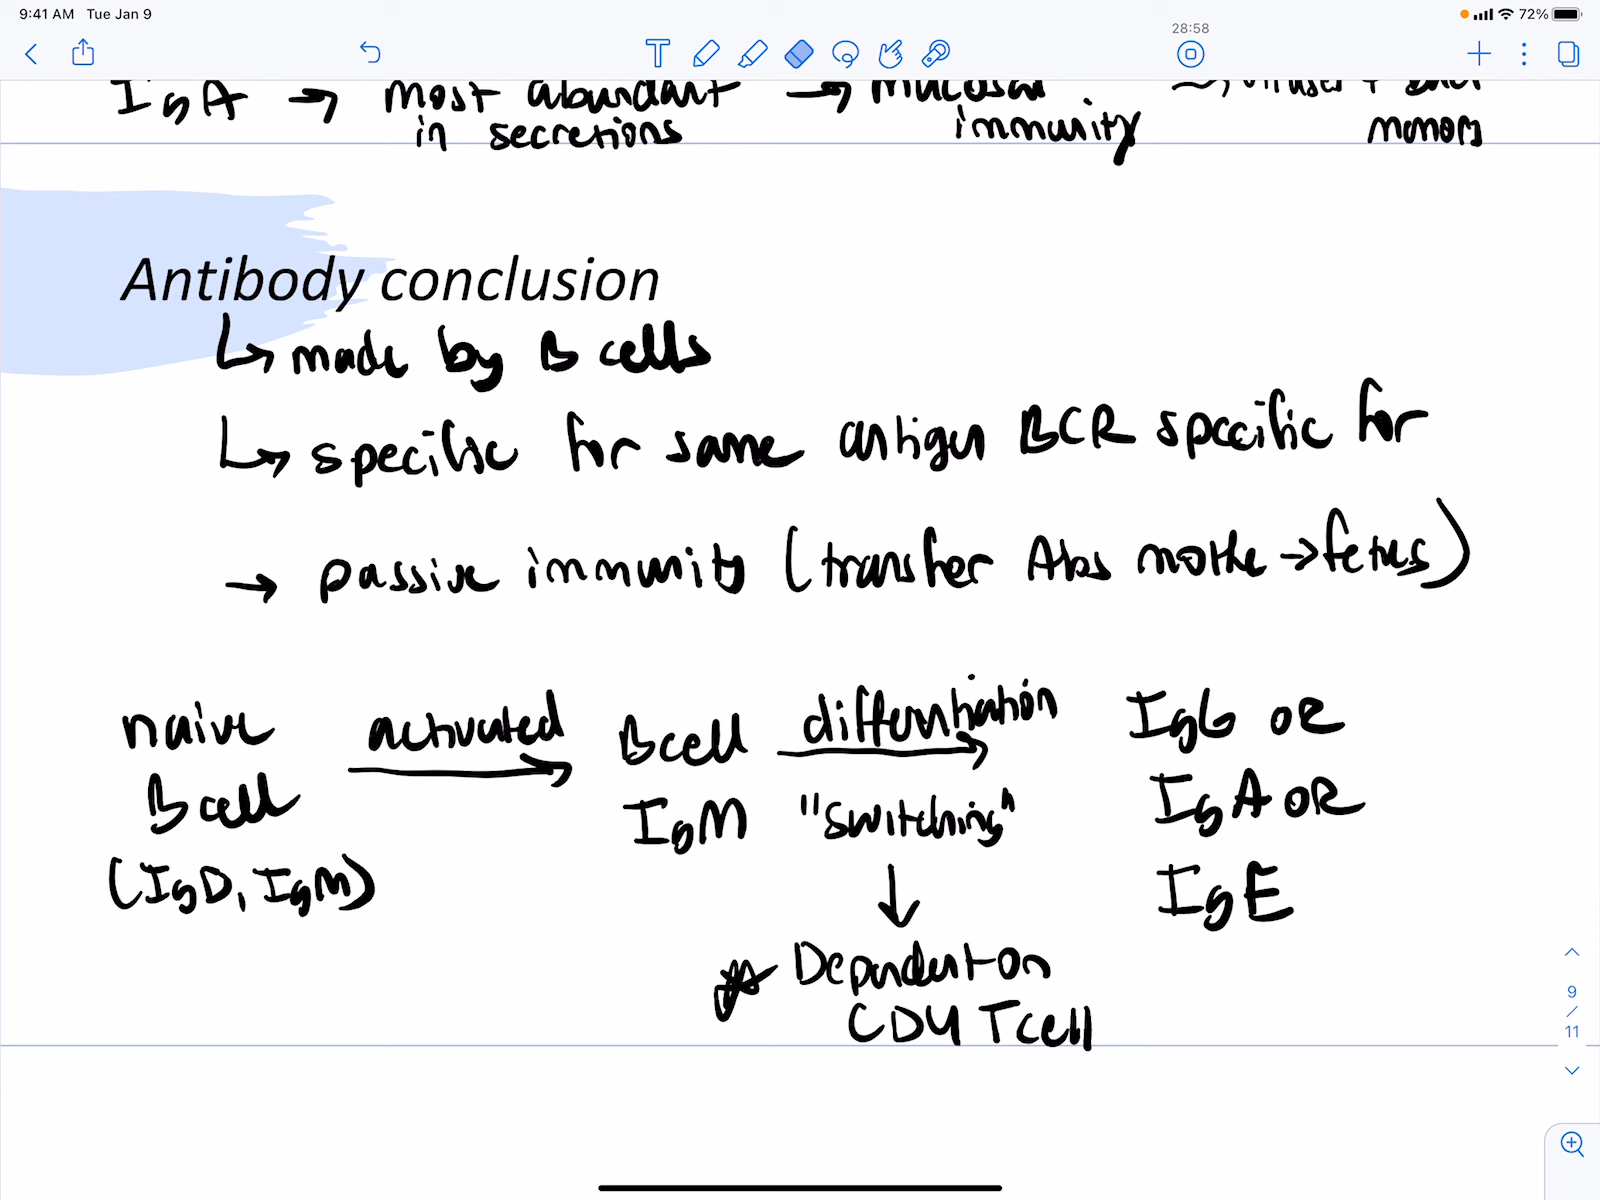 9:41 AM Tue Jan 9
72%
28:58
IgA → most abundant → mucosal
in secretions immunity
Antibody conclusion
↳ made by B cells
↳ specific for same antigen BCR specific for
→ passive immunity (transfer Abs mothe → fetus)
naive activated B cell differentiation IgG OR
B cell IgM "switching" IgA OR
(IgD, IgM) ↓ IgE
* Dependent on
CD4 T cell
9
/
11